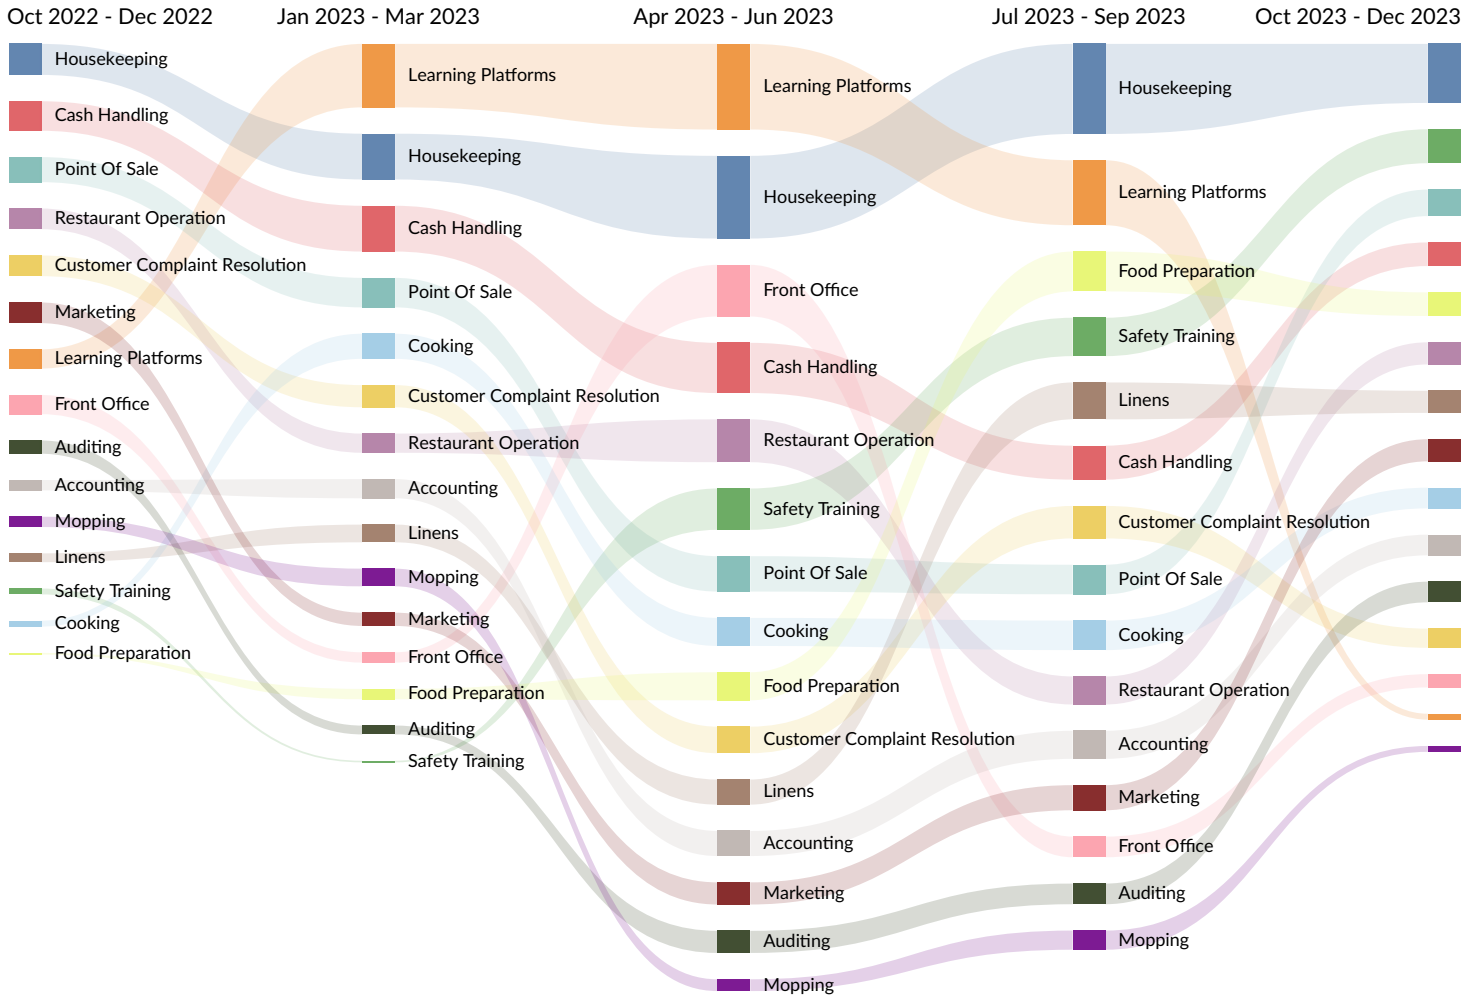 Oct 2022 - Dec 2022
Jan 2023 - Mar 2023
Apr 2023 - Jun 2023
Jul 2023 - Sep 2023
Oct 2023 - Dec 2023
Housekeeping
Cash Handling
Point Of Sale
Restaurant Operation
Customer Complaint Resolution
Marketing
Learning Platforms
Front Office
Auditing
Accounting
Mopping
Linens
Safety Training
Cooking
Food Preparation
Learning Platforms
Housekeeping
Cash Handling
Point Of Sale
Cooking
Customer Complaint Resolution
Restaurant Operation
Accounting
Linens
Mopping
Marketing
Front Office
Food Preparation
Auditing
Safety Training
Learning Platforms
Housekeeping
Front Office
Cash Handling
Restaurant Operation
Safety Training
Point Of Sale
Cooking
Food Preparation
Customer Complaint Resolution
Linens
Accounting
Marketing
Auditing
Mopping
Housekeeping
Learning Platforms
Food Preparation
Safety Training
Linens
Cash Handling
Customer Complaint Resolution
Point Of Sale
Cooking
Restaurant Operation
Accounting
Marketing
Front Office
Auditing
Mopping